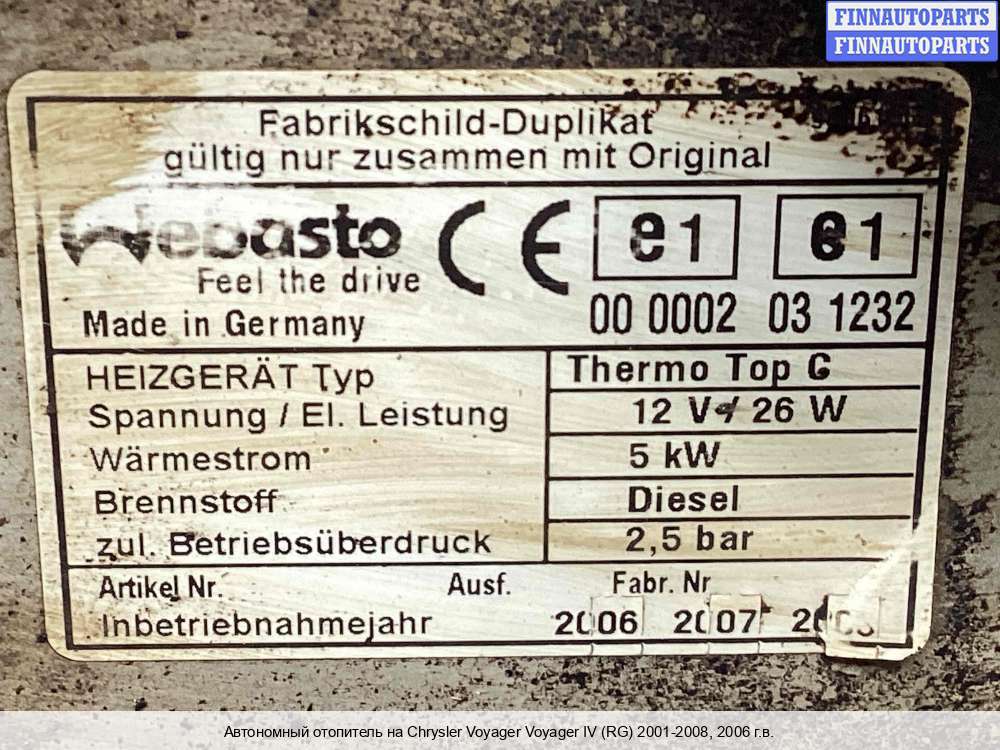 FINNAUTOPARTS
FINNAUTOPARTS
Fabrikschild-Duplikat
gültig nur zusammen mit Original
Webasto
Feel the drive
CE e1 e1
Made in Germany 00 0002 03 1232
HEIZGERÄT Typ Thermo Top C
Spannung / El. Leistung 12 V / 26 W
Wärmestrom 5 kW
Brennstoff Diesel
zul. Betriebsüberdruck 2,5 bar
Artikel Nr. Ausf. Fabr. Nr
Inbetriebnahmejahr 2006 2007
Автономный отопитель на Chrysler Voyager Voyager IV (RG) 2001-2008, 2006 г.в.